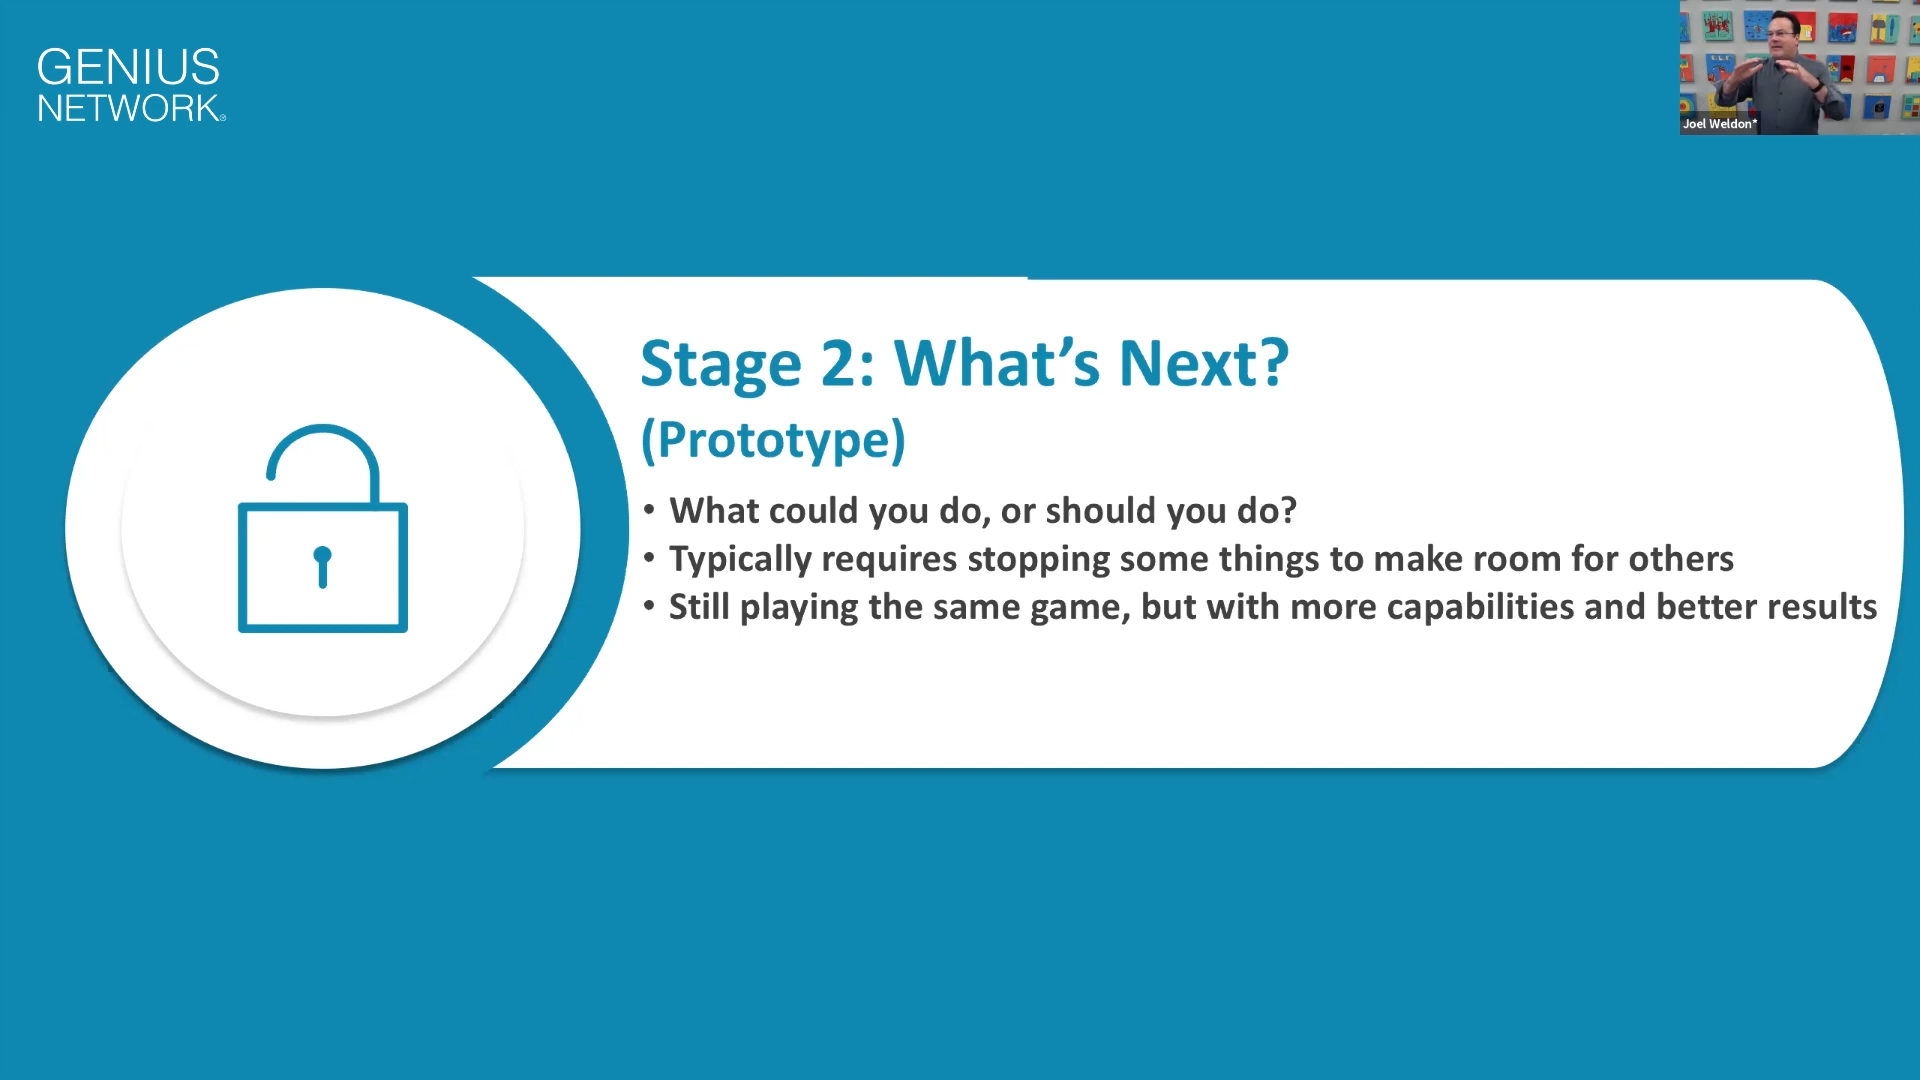 GENIUS
NETWORK®
Joel Weldon*
Stage 2: What’s Next?
(Prototype)
• What could you do, or should you do?
• Typically requires stopping some things to make room for others
• Still playing the same game, but with more capabilities and better results